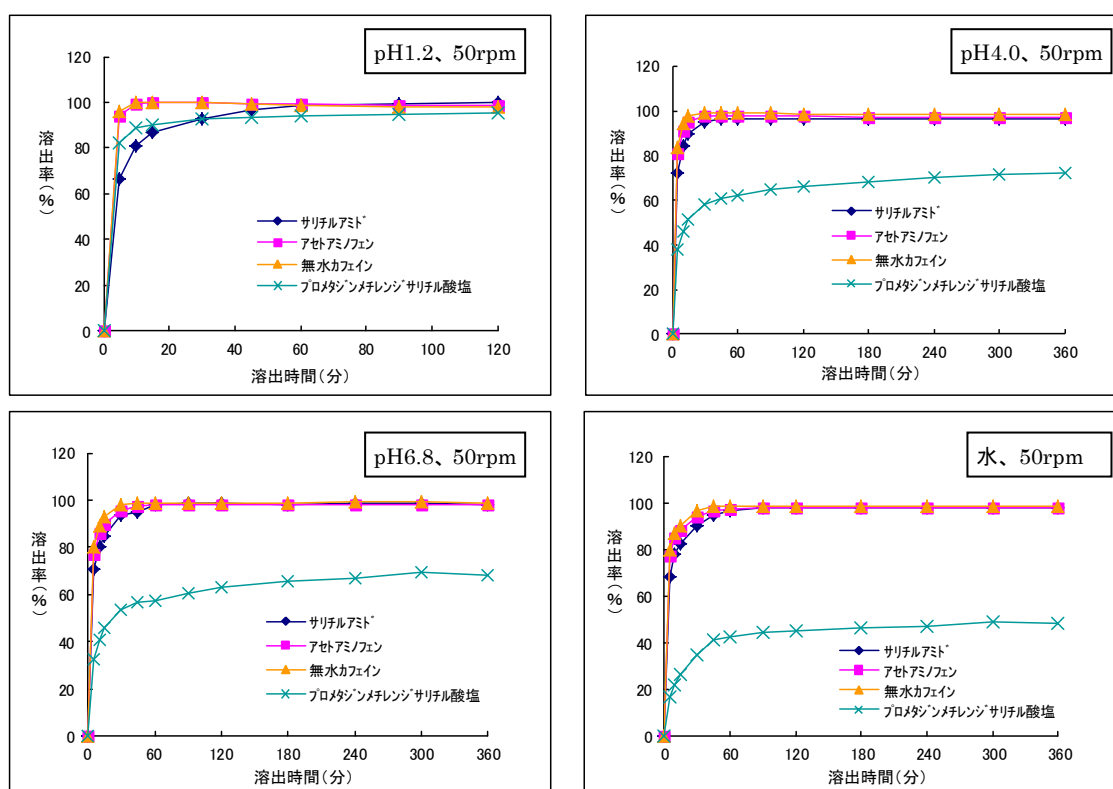 pH1.2、50rpm
120
100
80
60
40
20
0
溶出率(%)
サリチルアミド
アセトアミノフェン
無水カフェイン
プロメタジンメチレンジサリチル酸塩
0 20 40 60 80 100 120
溶出時間(分)
pH4.0、50rpm
120
100
80
60
40
20
0
溶出率(%)
サリチルアミド
アセトアミノフェン
無水カフェイン
プロメタジンメチレンジサリチル酸塩
0 60 120 180 240 300 360
溶出時間(分)
pH6.8、50rpm
120
100
80
60
40
20
0
溶出率(%)
サリチルアミド
アセトアミノフェン
無水カフェイン
プロメタジンメチレンジサリチル酸塩
0 60 120 180 240 300 360
溶出時間(分)
水、50rpm
120
100
80
60
40
20
0
溶出率(%)
サリチルアミド
アセトアミノフェン
無水カフェイン
プロメタジンメチレンジサリチル酸塩
0 60 120 180 240 300 360
溶出時間(分)